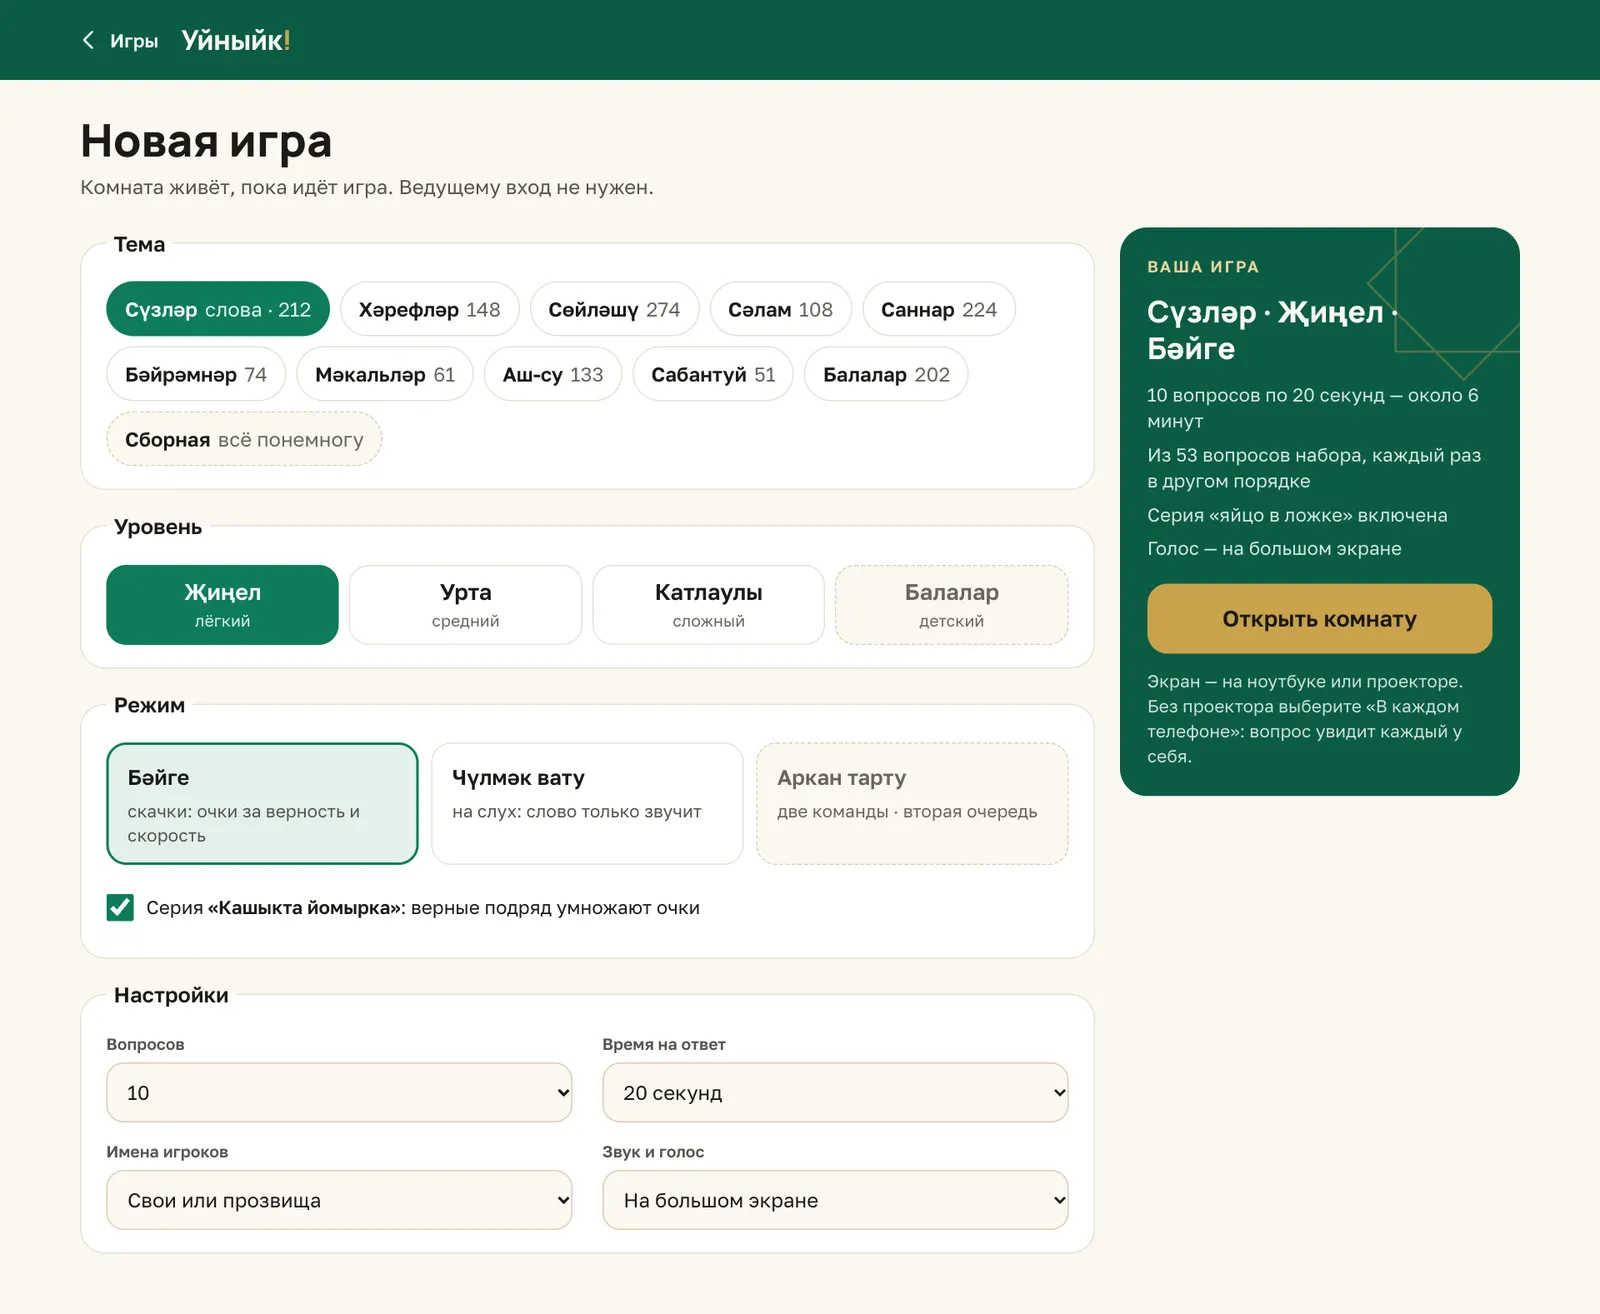 Игры Уйныйк!
Новая игра
Комната живёт, пока идёт игра. Ведущему вход не нужен.
Тема
Сүзләр слова · 212 Хәрефләр 148 Сөйләшү 274 Сәлам 108 Саннар 224
Бәйрәмнәр 74 Мәкальләр 61 Аш-су 133 Сабантуй 51 Балалар 202
Сборная всё понемногу
Уровень
Җиңел Урта Катлаулы Балалар
лёгкий средний сложный детский
Режим
Бәйге Чүлмәк вату Аркан тарту
скачки: очки за верность и на слух: слово только звучит две команды · вторая очередь
скорость
Серия «Кашыкта йомырка»: верные подряд умножают очки
Настройки
Вопросов Время на ответ
10 20 секунд
Имена игроков Звук и голос
Свои или прозвища На большом экране
ВАША ИГРА
Сүзләр · Җиңел ·
Бәйге
10 вопросов по 20 секунд — около 6
минут
Из 53 вопросов набора, каждый раз
в другом порядке
Серия «яйцо в ложке» включена
Голос — на большом экране
Открыть комнату
Экран — на ноутбуке или проекторе.
Без проектора выберите «В каждом
телефоне»: вопрос увидит каждый у
себя.